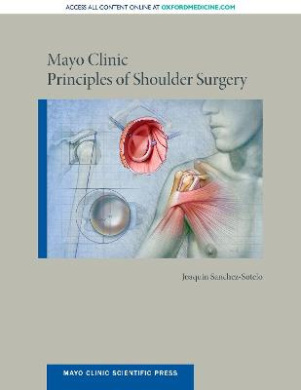 ACCESS ALL CONTENT ONLINE AT OXFORDMEDICINE.COM
Mayo Clinic
Principles of Shoulder Surgery
Joaquin Sanchez-Sotelo
MAYO CLINIC SCIENTIFIC PRESS